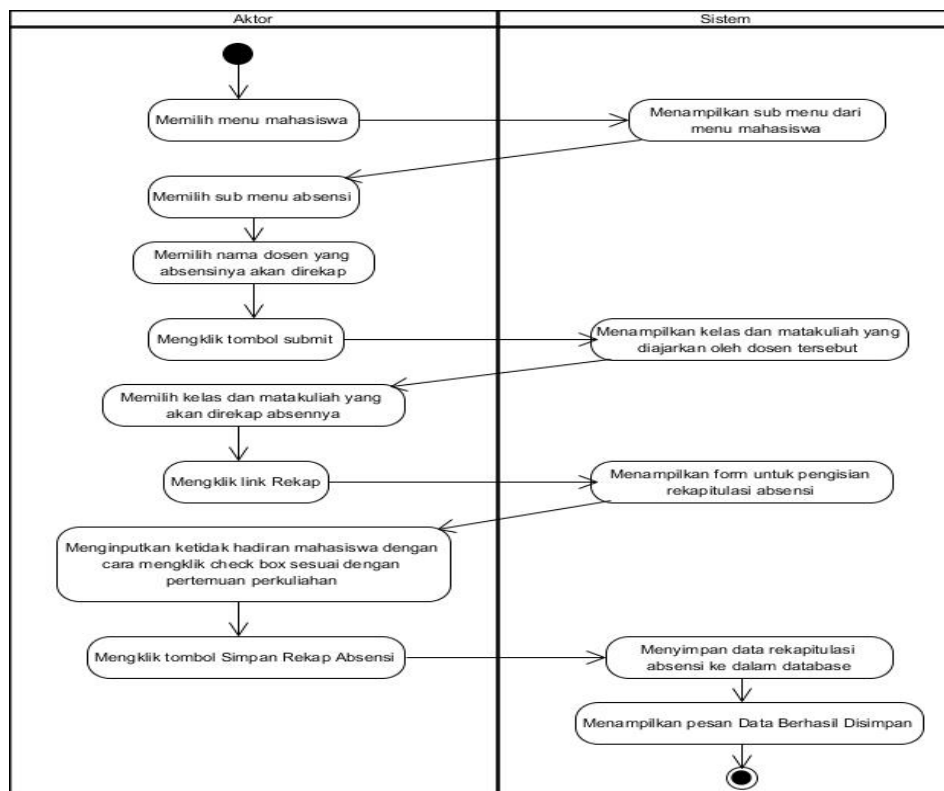 Aktor
Sistem
Memilih menu mahasiswa
Menampilkan sub menu dari
menu mahasiswa
Memilih sub menu absensi
Memilih nama dosen yang
absensinya akan direkap
Mengklik tombol submit
Menampilkan kelas dan matakuliah yang
diajarkan oleh dosen tersebut
Memilih kelas dan matakuliah yang
akan direkap absennya
Mengklik link Rekap
Menampilkan form untuk pengisian
rekapitulasi absensi
Menginputkan ketidak hadiran mahasiswa dengan
cara mengklik check box sesuai dengan
pertemuan perkuliahan
Mengklik tombol Simpan Rekap Absensi
Menyimpan data rekapitulasi
absensi ke dalam database
Menampilkan pesan Data Berhasil Disimpan